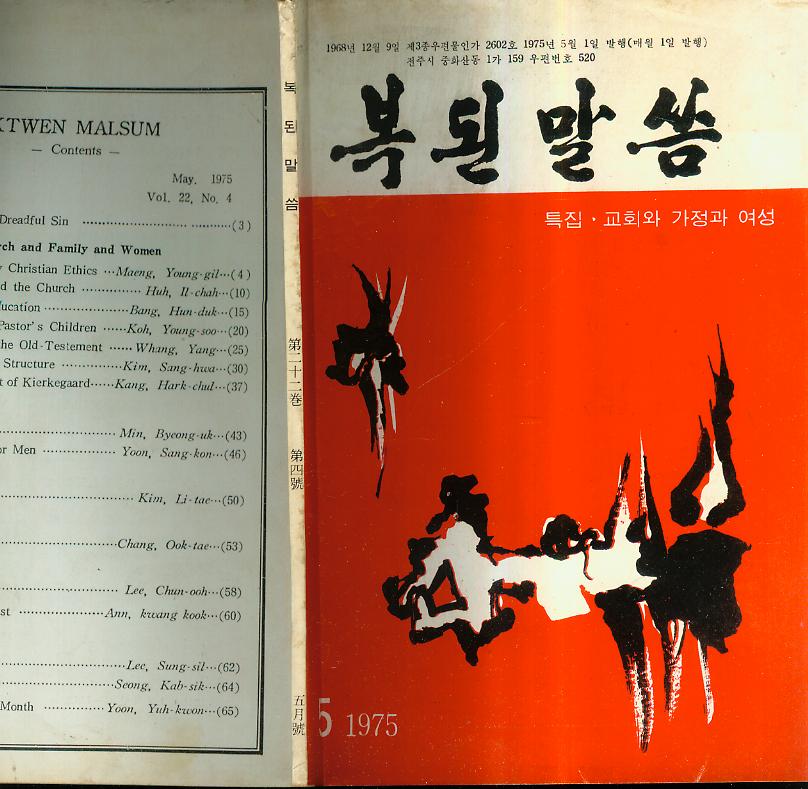 KTWEN MALSUM
— Contents —
May. 1975
Vol. 22, No. 4
Dreadful Sin ……(3)
rch and Family and Women
y Christian Ethics …Maeng, Young-gil…(4)
d the Church ……Huh, Il-chah…(10)
ucation ……Bang, Hun-duk…(15)
Pastor's Children ……Koh, Young-soo…(20)
he Old-Testement ……Whang, Yang…(25)
Structure ……Kim, Sang-hwa…(30)
t of Kierkegaard……Kang, Hark-chul…(37)
……Min, Byeong-uk…(43)
or Men ……Yoon, Sang-kon…(46)
……Kim, Li-tae…(50)
……Chang, Ook-tae…(53)
……Lee, Chun-ooh…(58)
st ……Ann, kwang kook…(60)
……Lee, Sung-sil…(62)
……Seong, Kab-sik…(64)
Month ……Yoon, Yuh-kwon…(65)
복된말씀 第二十二巻 第四號 五月號
1968년 12월 9일 제3종우편물인가 2602호 1975년 5월 1일 발행(매월 1일 발행)
전주시 중화산동 1가 159 우편번호 520
복된말씀
특집·교회와 가정과 여성
5 1975